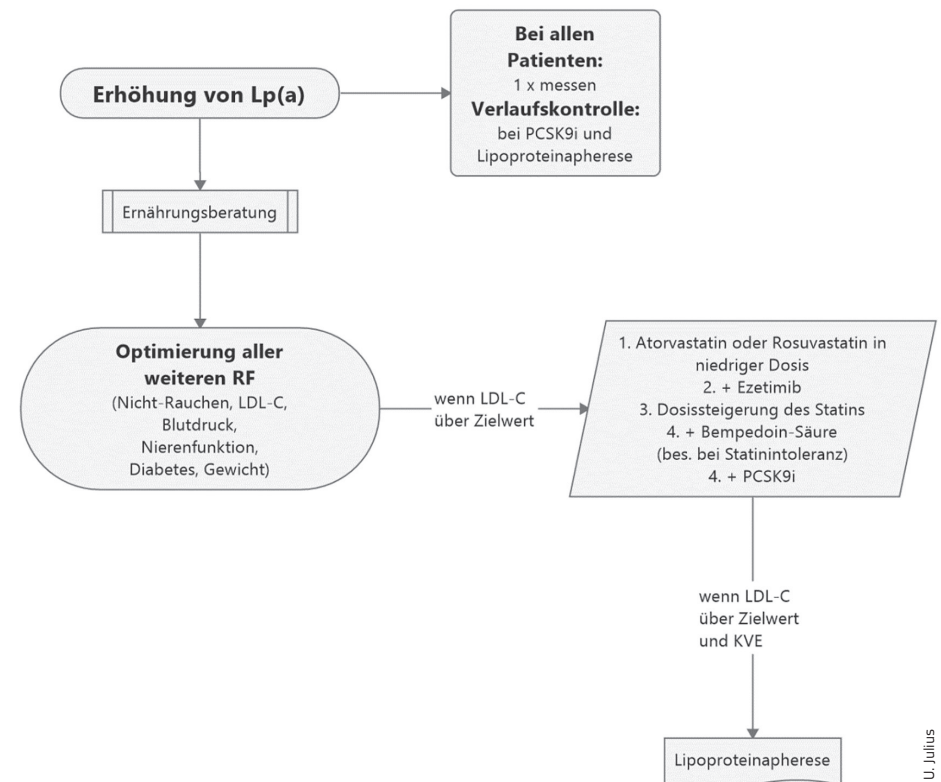 Erhöhung von Lp(a)
Bei allen
Patienten:
1 x messen
Verlaufskontrolle:
bei PCSK9i und
Lipoproteinapherese
Ernährungsberatung
Optimierung aller
weiteren RF
(Nicht-Rauchen, LDL-C,
Blutdruck,
Nierenfunktion,
Diabetes, Gewicht)
wenn LDL-C
über Zielwert
1. Atorvastatin oder Rosuvastatin in
niedriger Dosis
2. + Ezetimib
3. Dosissteigerung des Statins
4. + Bempedoin-Säure
(bes. bei Statinintoleranz)
4. + PCSK9i
wenn LDL-C
über Zielwert
und KVE
Lipoproteinapherese
U. Julius